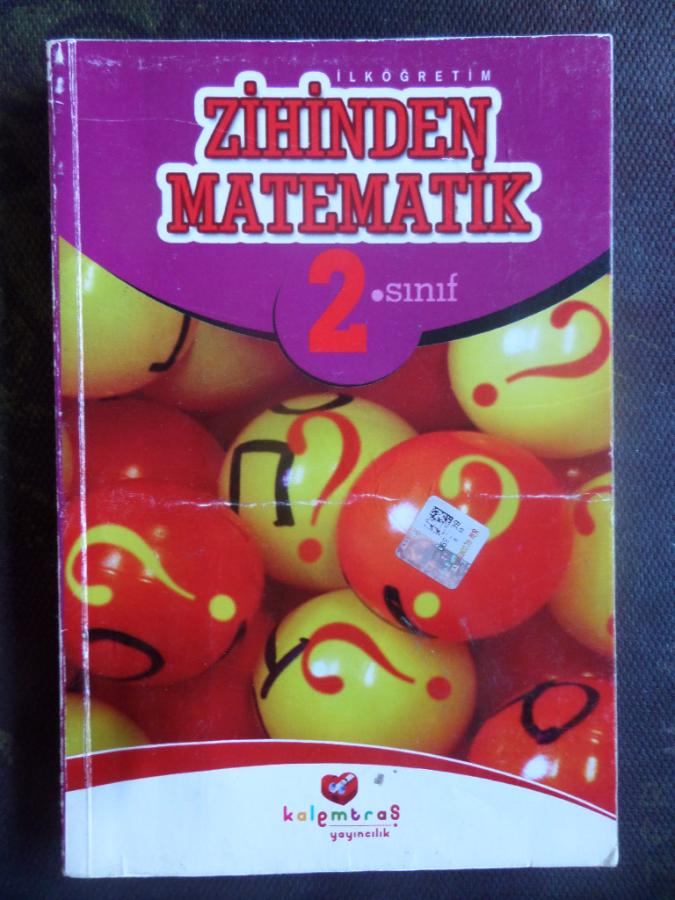 İLKÖĞRETİM
ZİHİNDEN
MATEMATİK
2.sınıf
kalemtraş
yayıncılık